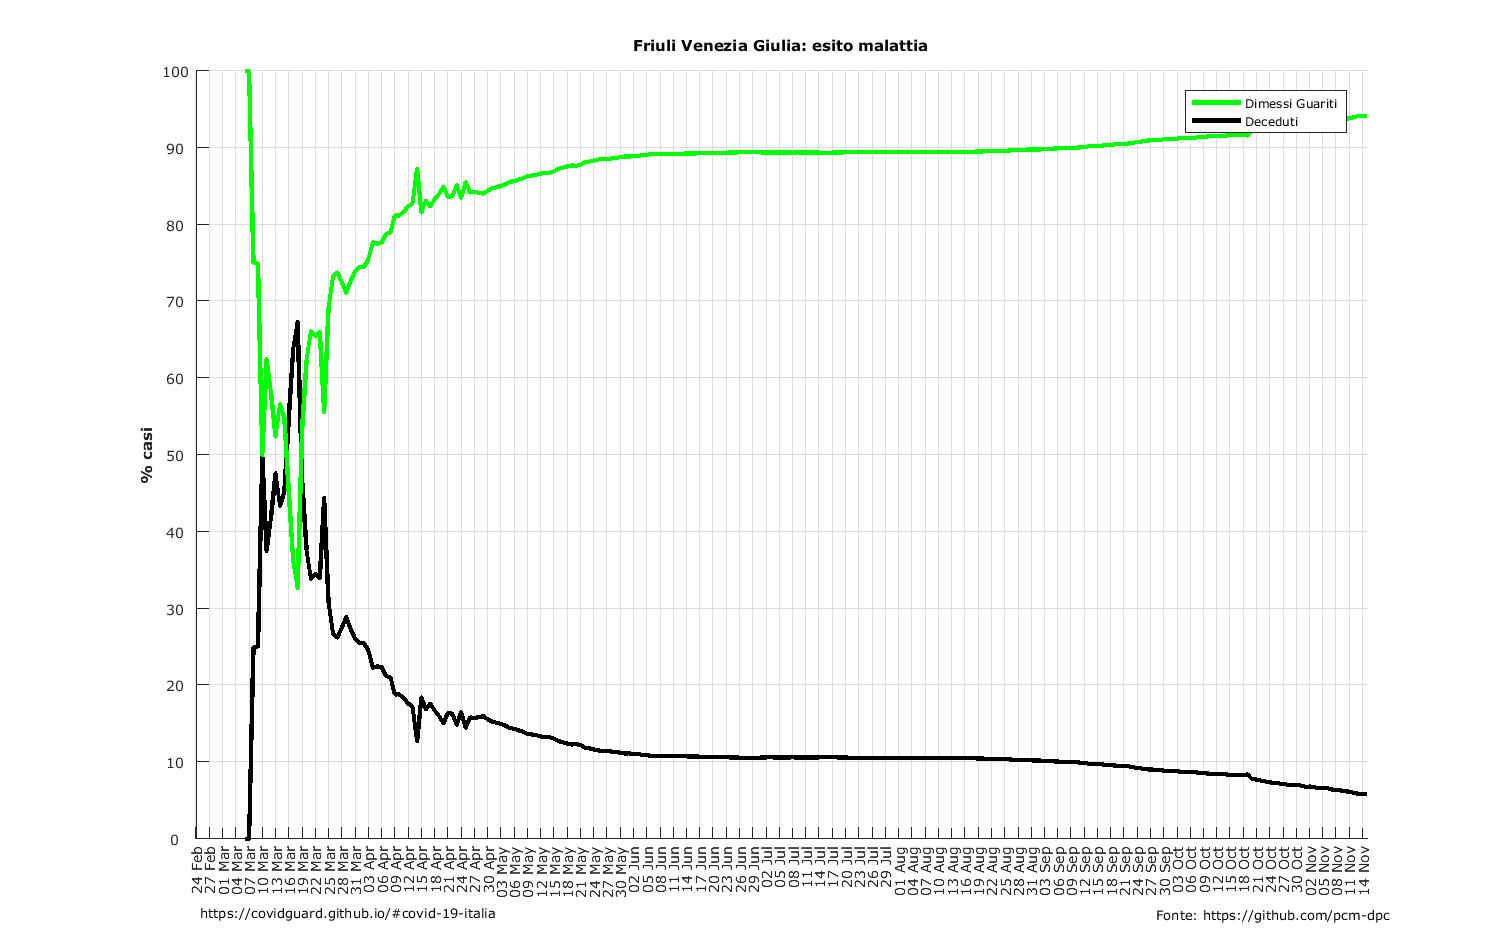 Friuli Venezia Giulia: esito malattia
Dimessi Guariti
Deceduti
% casi
100
90
80
70
60
50
40
30
20
10
0
24 Feb
27 Feb
01 Mar
04 Mar
07 Mar
10 Mar
13 Mar
16 Mar
19 Mar
22 Mar
25 Mar
28 Mar
31 Mar
03 Apr
06 Apr
09 Apr
12 Apr
15 Apr
18 Apr
21 Apr
24 Apr
27 Apr
30 Apr
03 May
06 May
09 May
12 May
15 May
18 May
21 May
24 May
27 May
30 May
02 Jun
05 Jun
08 Jun
11 Jun
14 Jun
17 Jun
20 Jun
23 Jun
26 Jun
29 Jun
02 Jul
05 Jul
08 Jul
11 Jul
14 Jul
17 Jul
20 Jul
23 Jul
26 Jul
29 Jul
01 Aug
04 Aug
07 Aug
10 Aug
13 Aug
16 Aug
19 Aug
22 Aug
25 Aug
28 Aug
31 Aug
03 Sep
06 Sep
09 Sep
12 Sep
15 Sep
18 Sep
21 Sep
24 Sep
27 Sep
30 Sep
03 Oct
06 Oct
09 Oct
12 Oct
15 Oct
18 Oct
21 Oct
24 Oct
27 Oct
30 Oct
02 Nov
05 Nov
08 Nov
11 Nov
14 Nov
https://covidguard.github.io/#covid-19-italia
Fonte: https://github.com/pcm-dpc